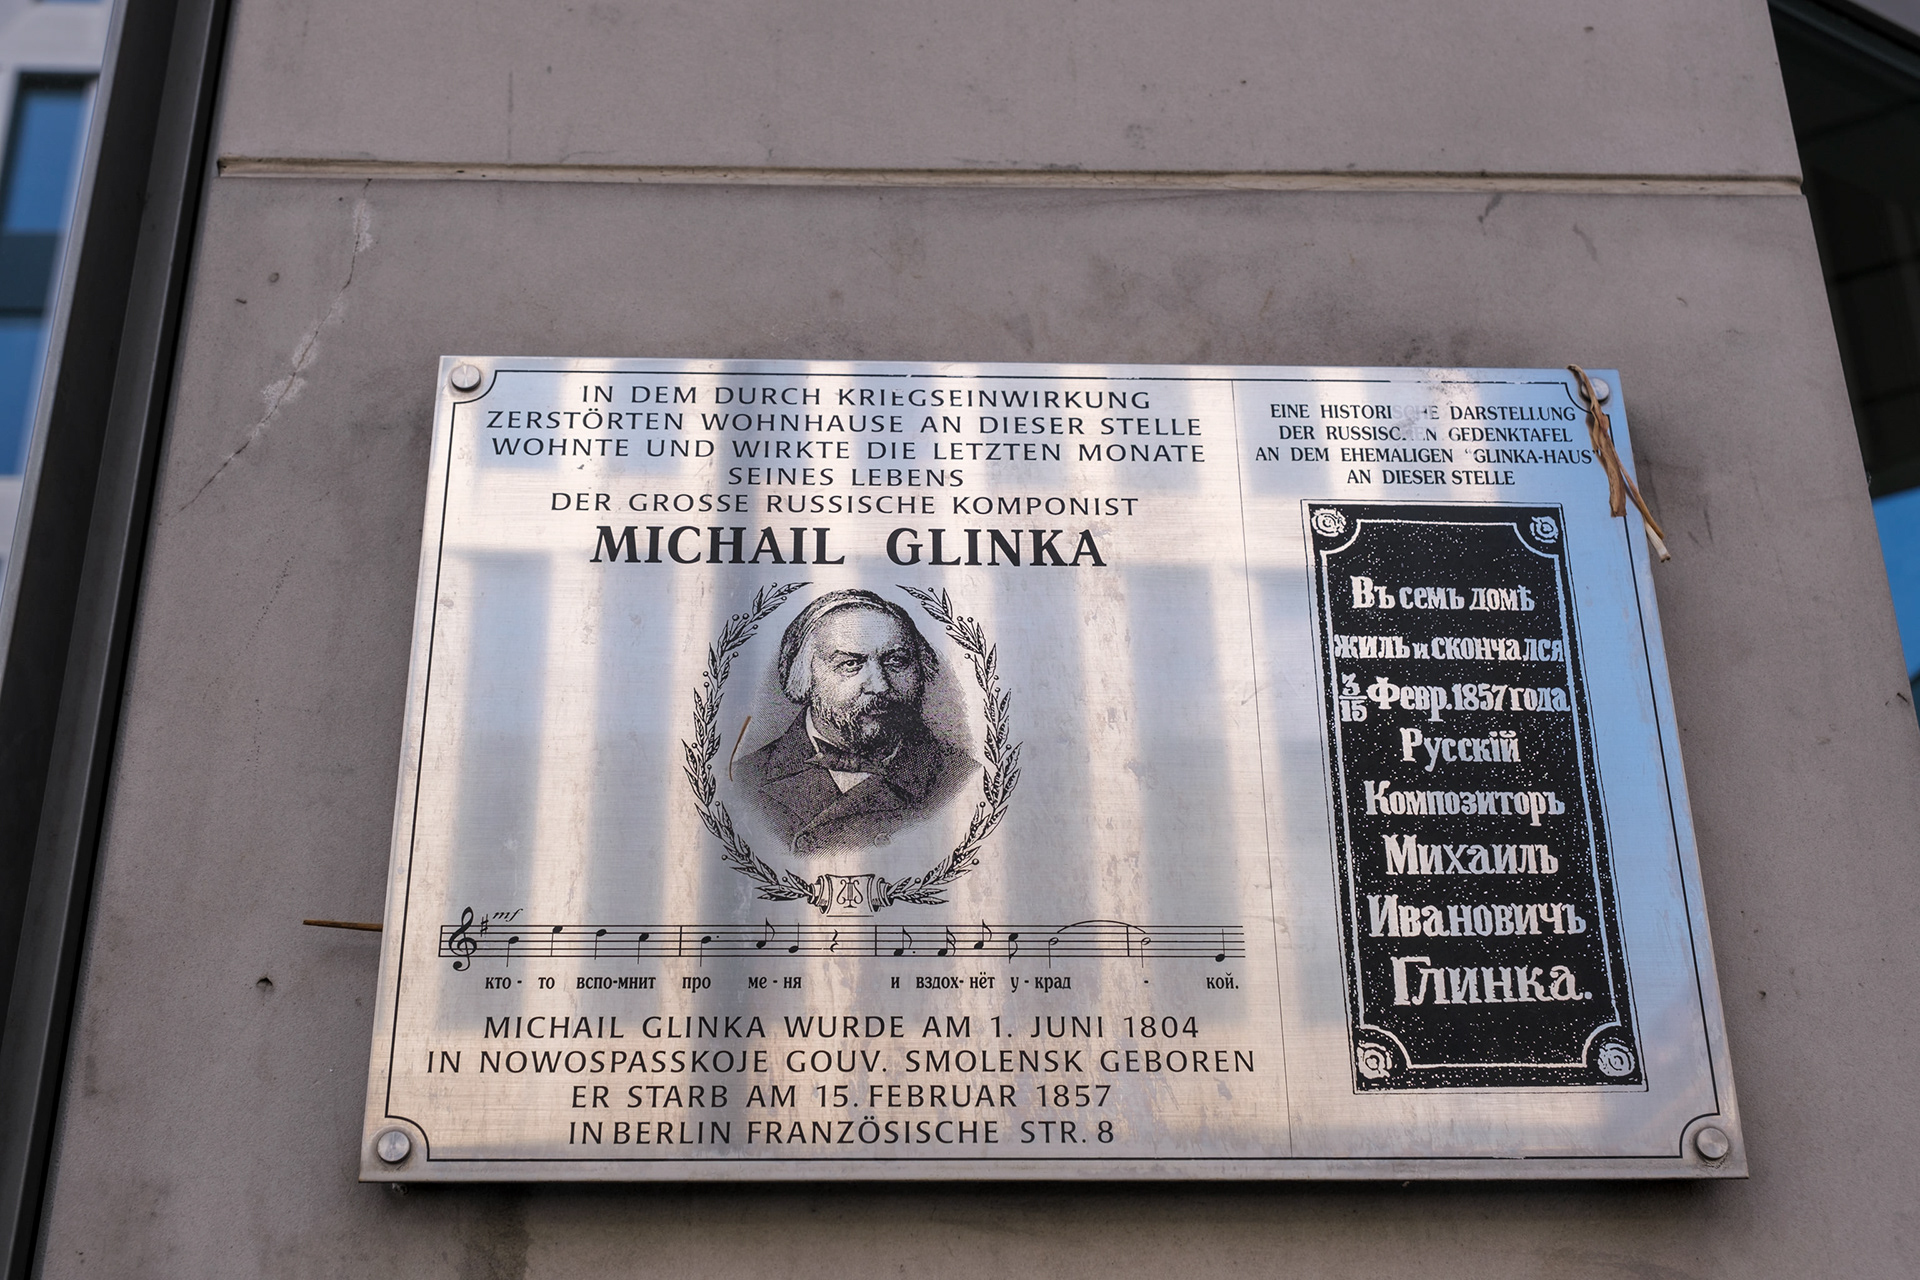 IN DEM DURCH KRIEGSEINWIRKUNG
ZERSTÖRTEN WOHNHAUSE AN DIESER STELLE
WOHNTE UND WIRKTE DIE LETZTEN MONATE
SEINES LEBENS
DER GROSSE RUSSISCHE KOMPONIST
MICHAIL GLINKA
mf
кто - то вспо-мнит про ме - ня и вздох- нёт у - крад - кой.
MICHAIL GLINKA WURDE AM 1. JUNI 1804
IN NOWOSPASSKOJE GOUV. SMOLENSK GEBOREN
ER STARB AM 15. FEBRUAR 1857
IN BERLIN FRANZÖSISCHE STR. 8
EINE HISTORISCHE DARSTELLUNG
DER RUSSISCHEN GEDENKTAFEL
AN DEM EHEMALIGEN "GLINKA-HAUS"
AN DIESER STELLE
Въ семъ домѣ
жилъ и скончался
3/15 Февр. 1857 года
Русскій
Композиторъ
Михаилъ
Ивановичъ
Глинка.